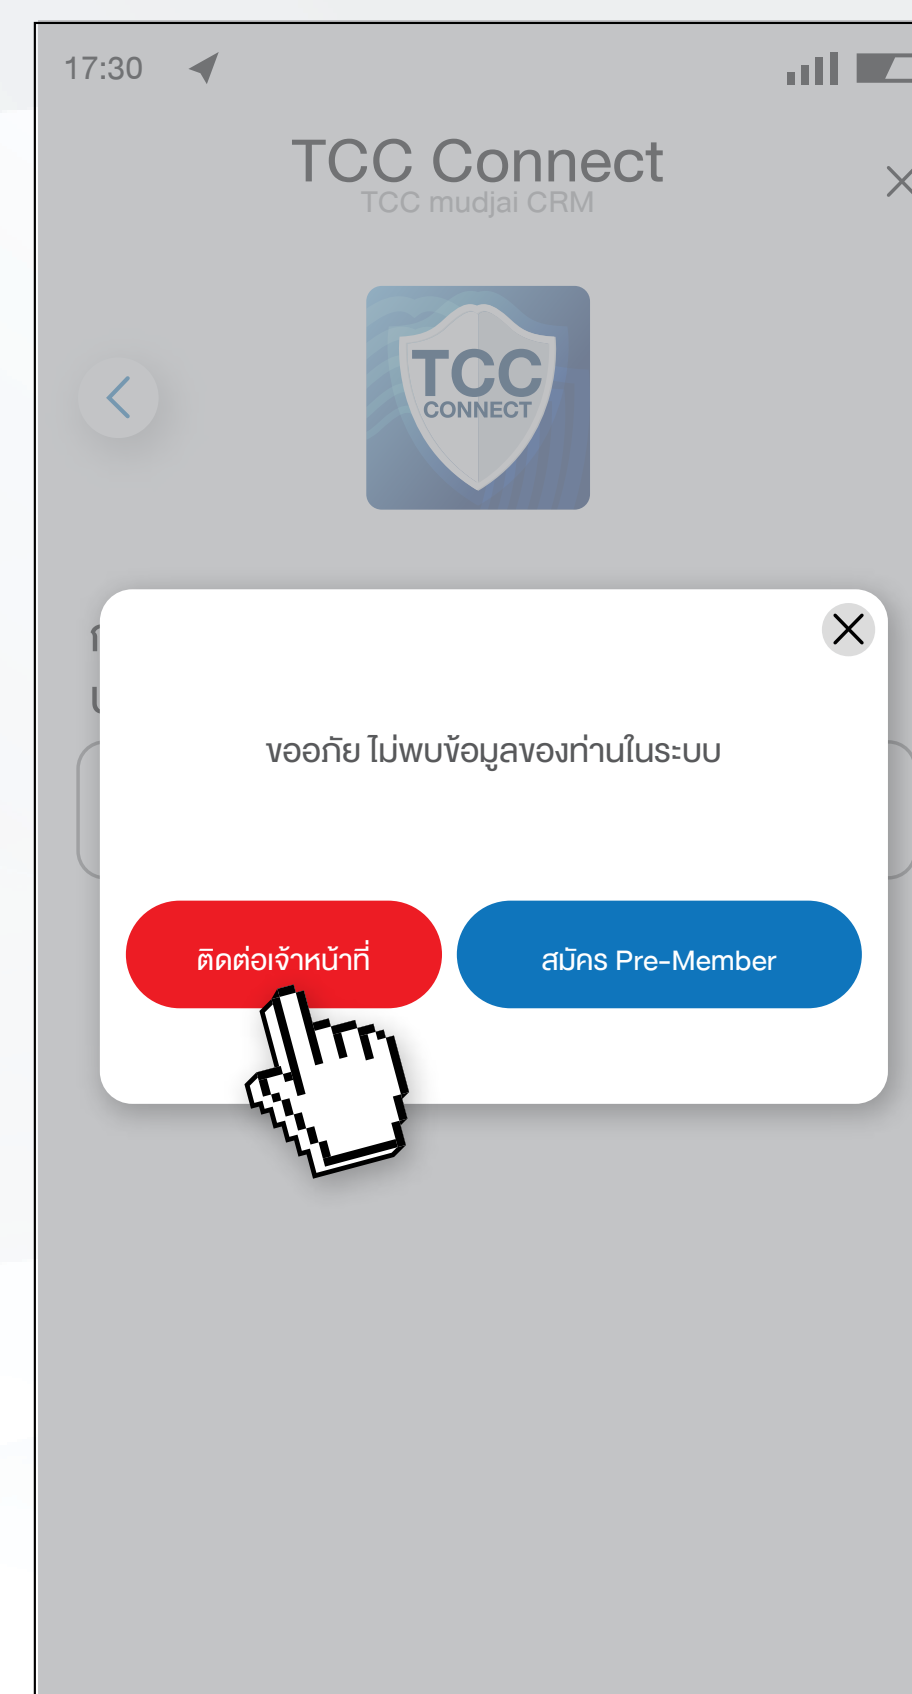 17:30
TCC Connect
TCC mudjai CRM
TCC
CONNECT
ขออภัย ไม่พบข้อมูลของท่านในระบบ
ติดต่อเจ้าหน้าที่
สมัคร Pre-Member